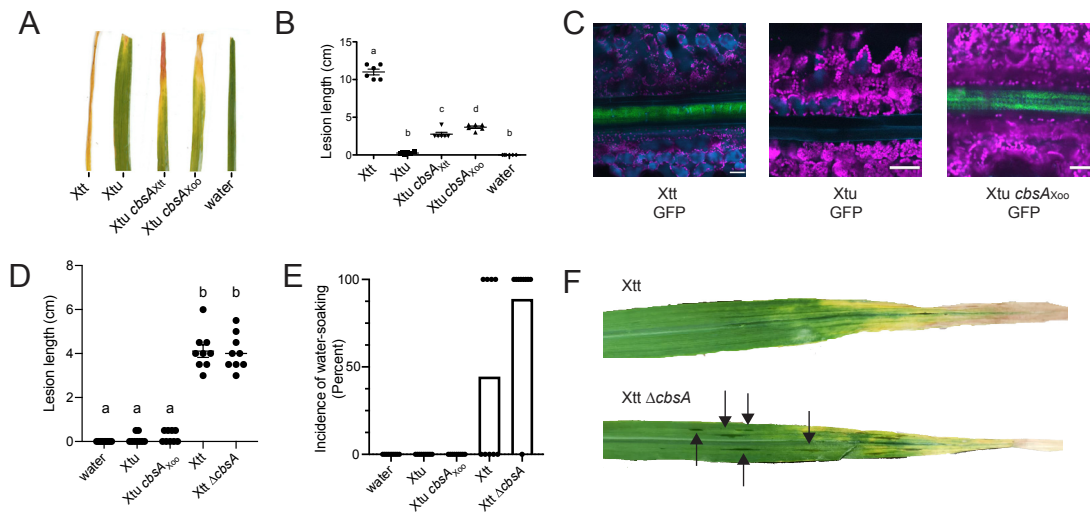 A
Xtt
Xtu
Xtu cbsAXtt
Xtu cbsAXoo
water
B
Lesion length (cm)
15
10
5
0
a
b
c
d
b
Xtt
Xtu
Xtu cbsAXtt
Xtu cbsAXoo
water
C
Xtt
GFP
Xtu
GFP
Xtu cbsAXoo
GFP
D
Lesion length (cm)
8
6
4
2
0
a
a
a
b
b
water
Xtu
Xtu cbsAXoo
Xtt
Xtt ΔcbsA
E
Incidence of water-soaking
(Percent)
100
50
0
water
Xtu
Xtu cbsAXoo
Xtt
Xtt ΔcbsA
F
Xtt
Xtt ΔcbsA